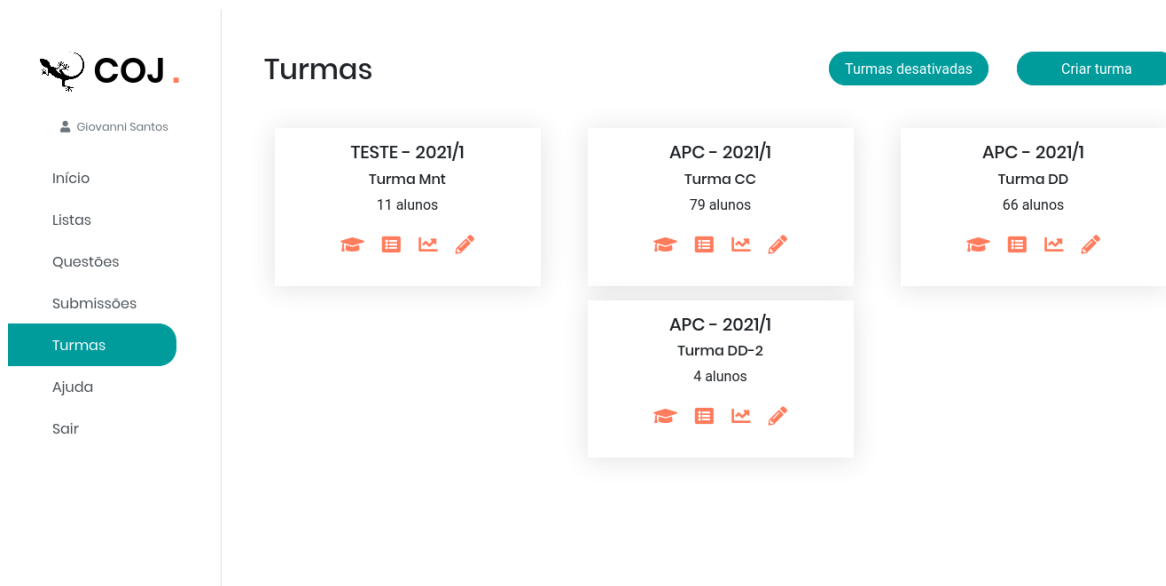 COJ.
Giovanni Santos
Início
Listas
Questões
Submissões
Turmas
Ajuda
Sair
Turmas
Turmas desativadas
Criar turma
TESTE - 2021/1
Turma Mnt
11 alunos
APC - 2021/1
Turma CC
79 alunos
APC - 2021/1
Turma DD
66 alunos
APC - 2021/1
Turma DD-2
4 alunos